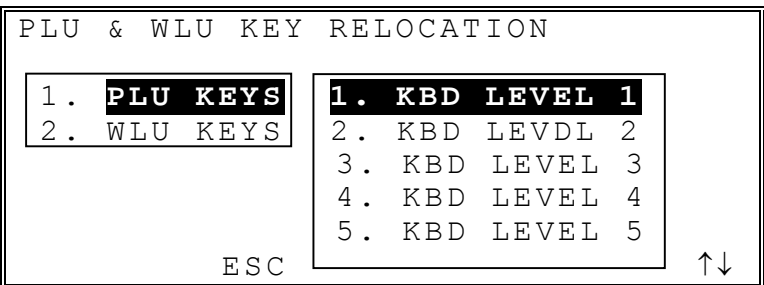 PLU & WLU KEY RELOCATION
1. PLU KEYS 1. KBD LEVEL 1
2. WLU KEYS 2. KBD LEVDL 2
3. KBD LEVEL 3
4. KBD LEVEL 4
5. KBD LEVEL 5
ESC ↑↓